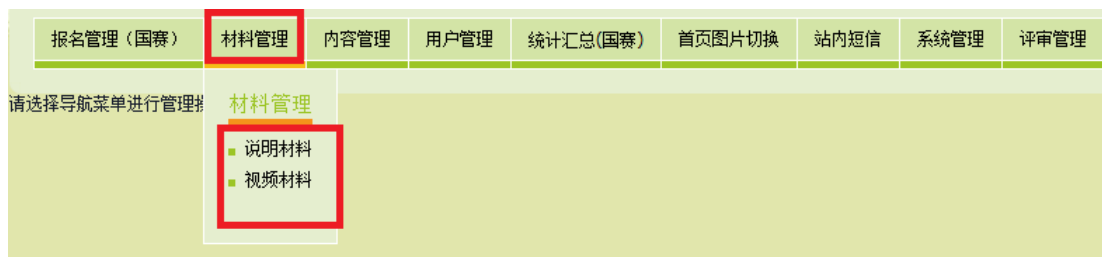 报名管理（国赛） 材料管理 内容管理 用户管理 统计汇总(国赛) 首页图片切换 站内短信 系统管理 评审管理
请选择导航菜单进行管理
材料管理
说明材料
视频材料